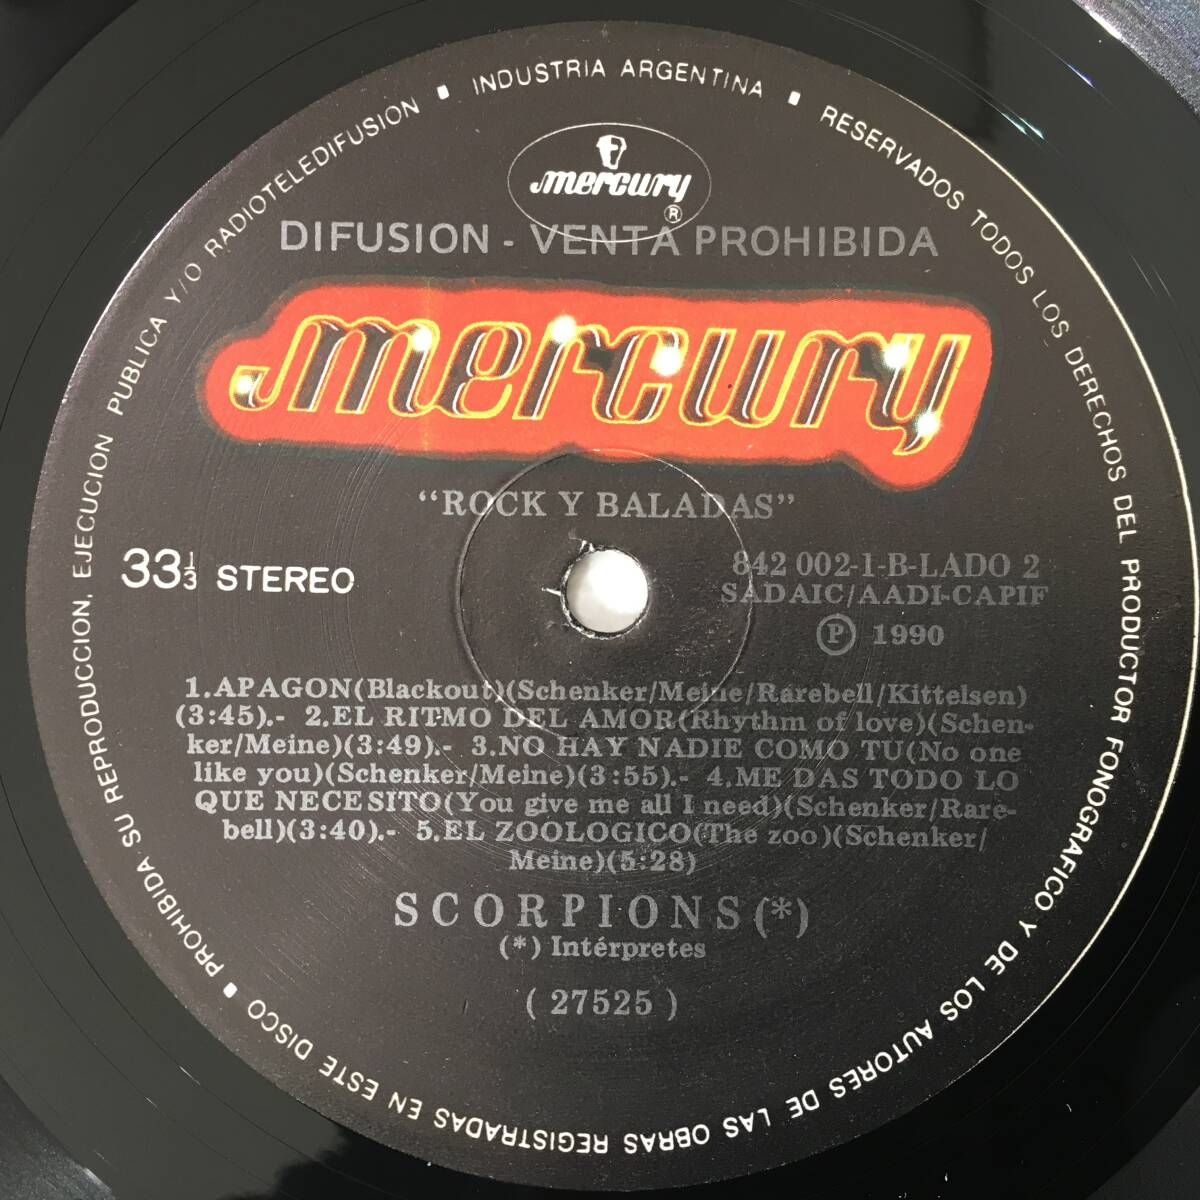 PROHIBIDA SU REPRODUCCION, EJECUCION PUBLICA Y/O RADIOTELEDIFUSION ▪ INDUSTRIA ARGENTINA ▪ RESERVADOS TODOS LOS DERECHOS DEL PRODUCTOR FONOGRAFICO Y DE LOS AUTORES DE LAS OBRAS REGISTRADAS EN ESTE DISCO ▪
mercury
®
DIFUSION - VENTA PROHIBIDA
mercury
“ROCK Y BALADAS”
33 1/3 STEREO
842 002-1-B-LADO 2
SADAIC/AADI-CAPIF
Ⓟ 1990
1.APAGON(Blackout)(Schenker/Meine/Rarebell/Kittelsen)
(3:45).- 2.EL RITMO DEL AMOR(Rhythm of love)(Schen-
ker/Meine)(3:49).- 3.NO HAY NADIE COMO TU(No one
like you)(Schenker/Meine)(3:55).- 4.ME DAS TODO LO
QUE NECESITO(You give me all I need)(Schenker/Rare-
bell)(3:40).- 5.EL ZOOLOGICO(The zoo)(Schenker/
Meine)(5:28)
SCORPIONS(*)
(*) Intérpretes
( 27525 )